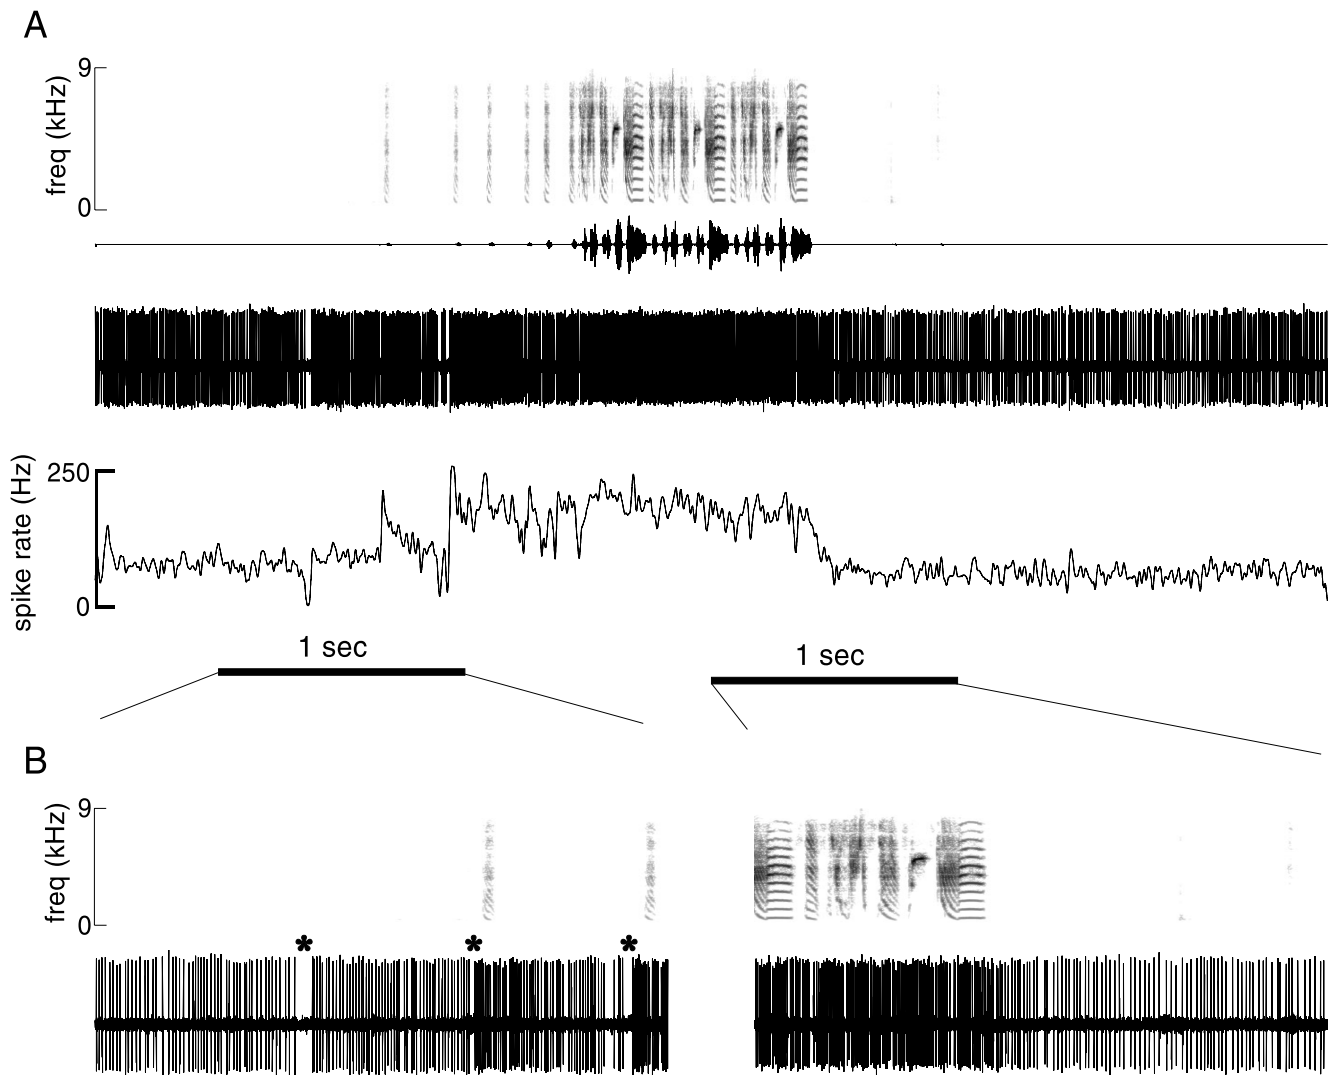 A
9
freq (kHz)
0
250
spike rate (Hz)
0
1 sec
1 sec
B
9
freq (kHz)
0
* * *